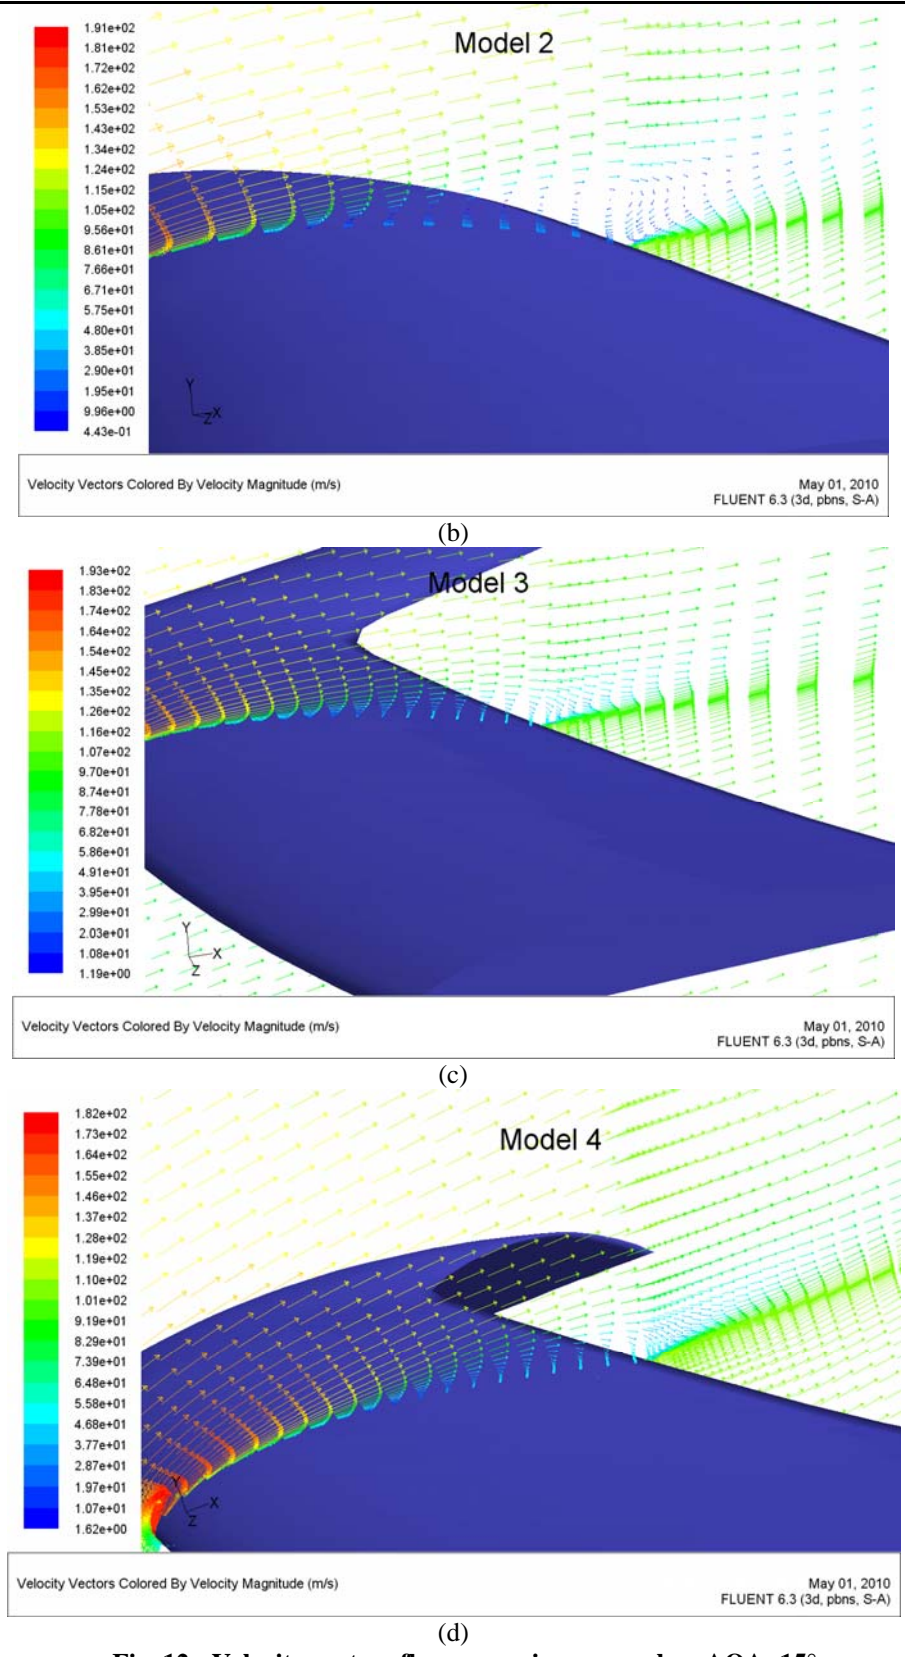 Model 2
1.91e+02
1.81e+02
1.72e+02
1.62e+02
1.53e+02
1.43e+02
1.34e+02
1.24e+02
1.15e+02
1.05e+02
9.56e+01
8.61e+01
7.66e+01
6.71e+01
5.75e+01
4.80e+01
3.85e+01
2.90e+01
1.95e+01
9.96e+00
4.43e-01
Y
Z X
Velocity Vectors Colored By Velocity Magnitude (m/s)
May 01, 2010
FLUENT 6.3 (3d, pbns, S-A)
(b)
Model 3
1.93e+02
1.83e+02
1.74e+02
1.64e+02
1.54e+02
1.45e+02
1.35e+02
1.26e+02
1.16e+02
1.07e+02
9.70e+01
8.74e+01
7.78e+01
6.82e+01
5.86e+01
4.91e+01
3.95e+01
2.99e+01
2.03e+01
1.08e+01
1.19e+00
Y
X
Z
Velocity Vectors Colored By Velocity Magnitude (m/s)
May 01, 2010
FLUENT 6.3 (3d, pbns, S-A)
(c)
Model 4
1.82e+02
1.73e+02
1.64e+02
1.55e+02
1.46e+02
1.37e+02
1.28e+02
1.19e+02
1.10e+02
1.01e+02
9.19e+01
8.29e+01
7.39e+01
6.48e+01
5.58e+01
4.68e+01
3.77e+01
2.87e+01
1.97e+01
1.07e+01
1.62e+00
Y
X
Z
Velocity Vectors Colored By Velocity Magnitude (m/s)
May 01, 2010
FLUENT 6.3 (3d, pbns, S-A)
(d)